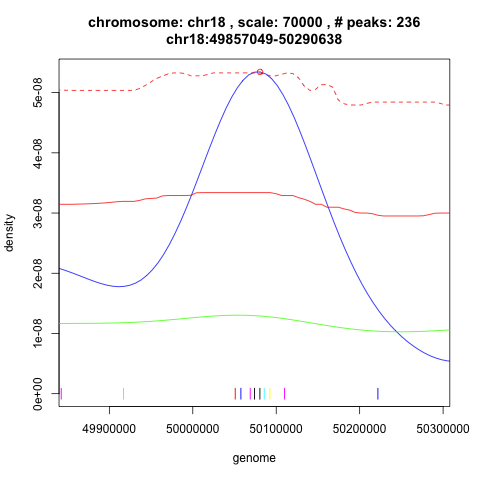 chromosome: chr18 , scale: 70000 , # peaks: 236
chr18:49857049-50290638
density
5e-08
4e-08
3e-08
2e-08
1e-08
0e+00
49900000
50000000
50100000
50200000
50300000
genome